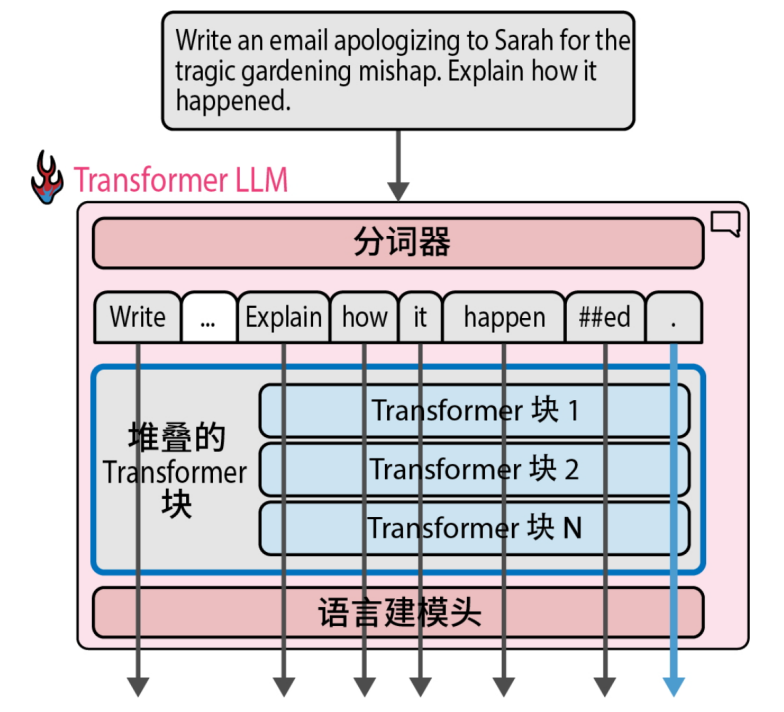 Write an email apologizing to Sarah for the
tragic gardening mishap. Explain how it
happened.
Transformer LLM
分词器
Write ... Explain how it happen ##ed .
堆叠的
Transformer
块
Transformer 块 1
Transformer 块 2
Transformer 块 N
语言建模头